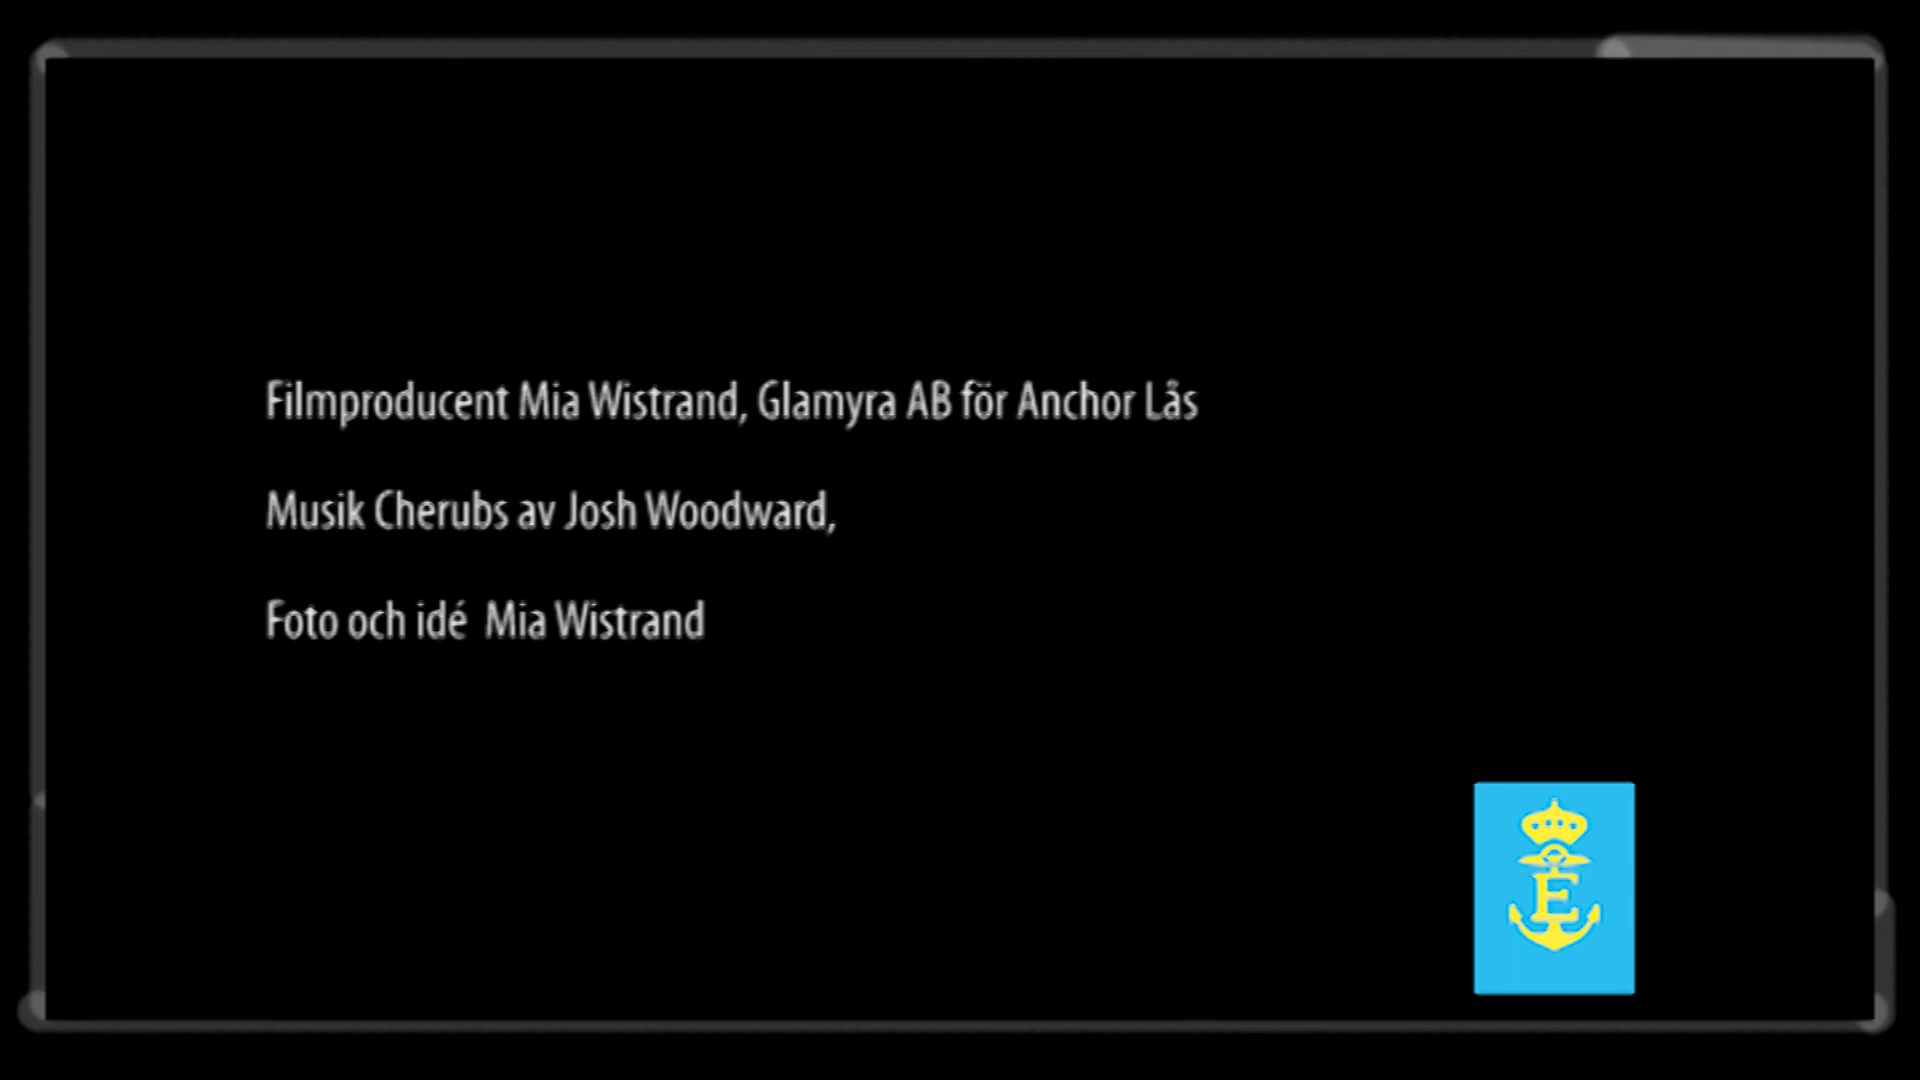 Filmproducent Mia Wistrand, Glamyra AB för Anchor Lås
Musik Cherubs av Josh Woodward,
Foto och idé Mia Wistrand
E